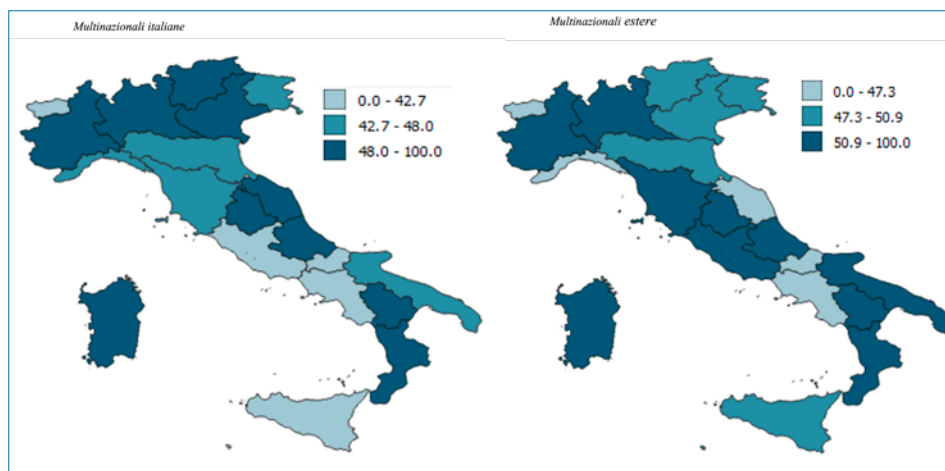 Multinazionali italiane
0.0 - 42.7
42.7 - 48.0
48.0 - 100.0
Multinazionali estere
0.0 - 47.3
47.3 - 50.9
50.9 - 100.0